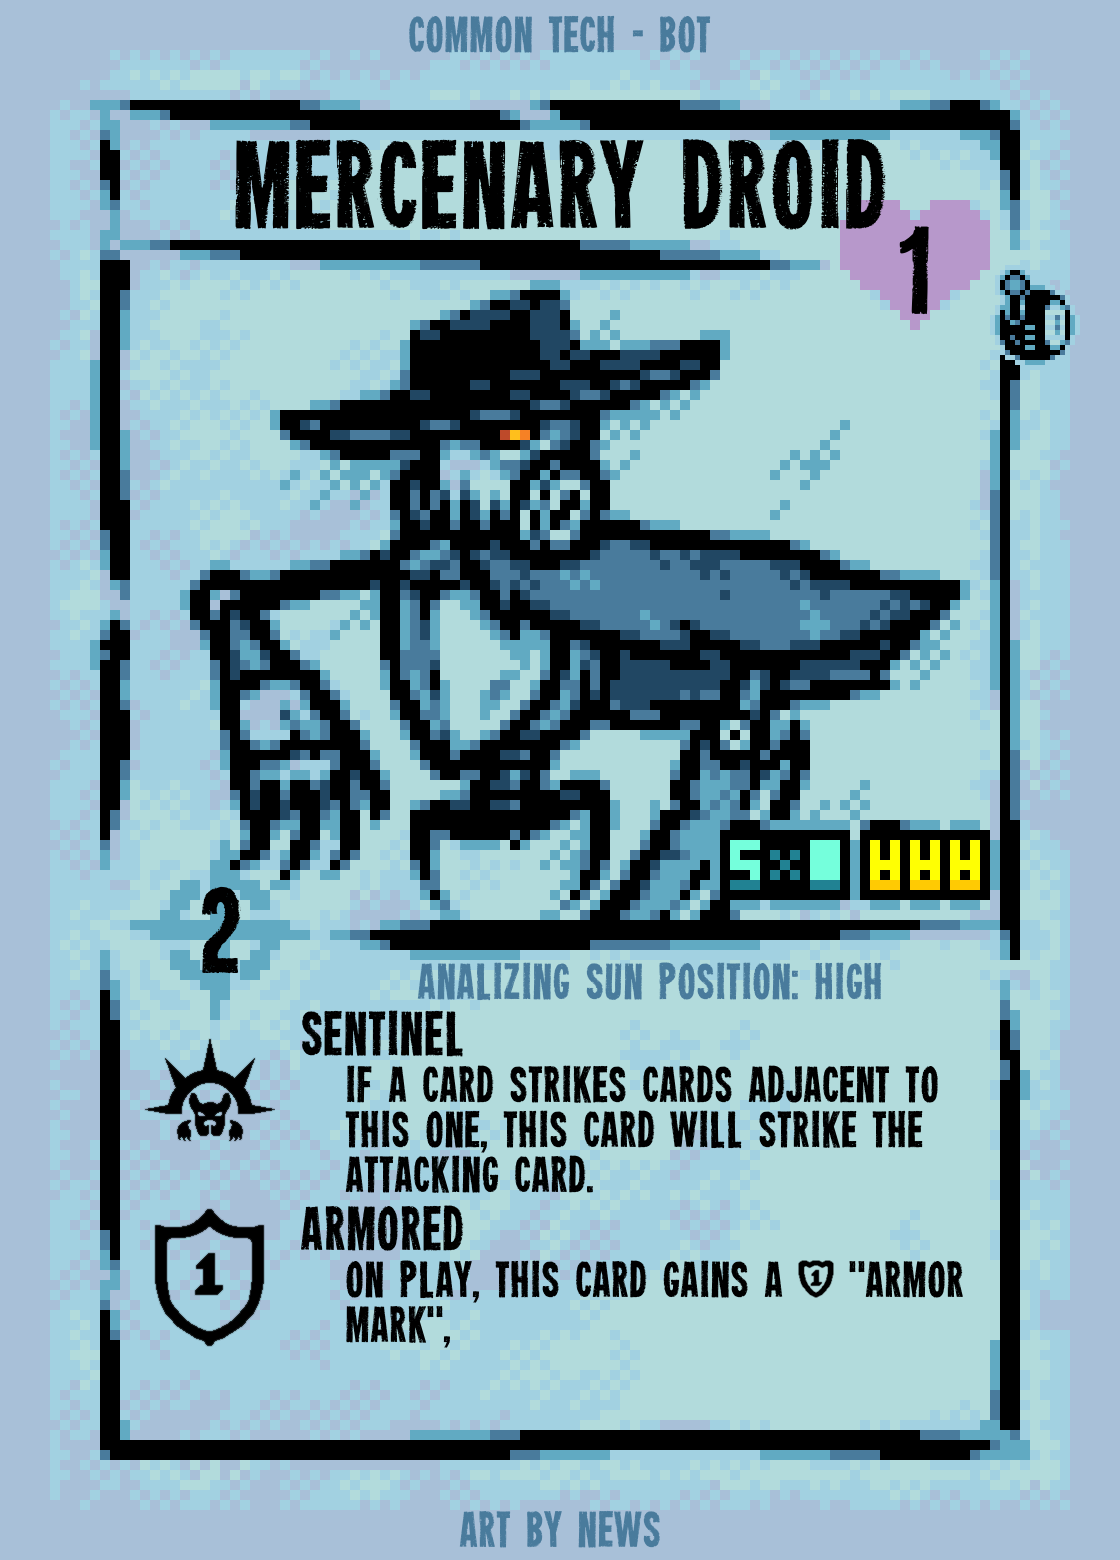 COMMON TECH - BOT
MERCENARY DROID
1
5
2
ANALIZING SUN POSITION: HIGH
SENTINEL
IF A CARD STRIKES CARDS ADJACENT TO
THIS ONE, THIS CARD WILL STRIKE THE
ATTACKING CARD.
1
ARMORED
ON PLAY, THIS CARD GAINS A 1 "ARMOR
MARK",
ART BY NEWS